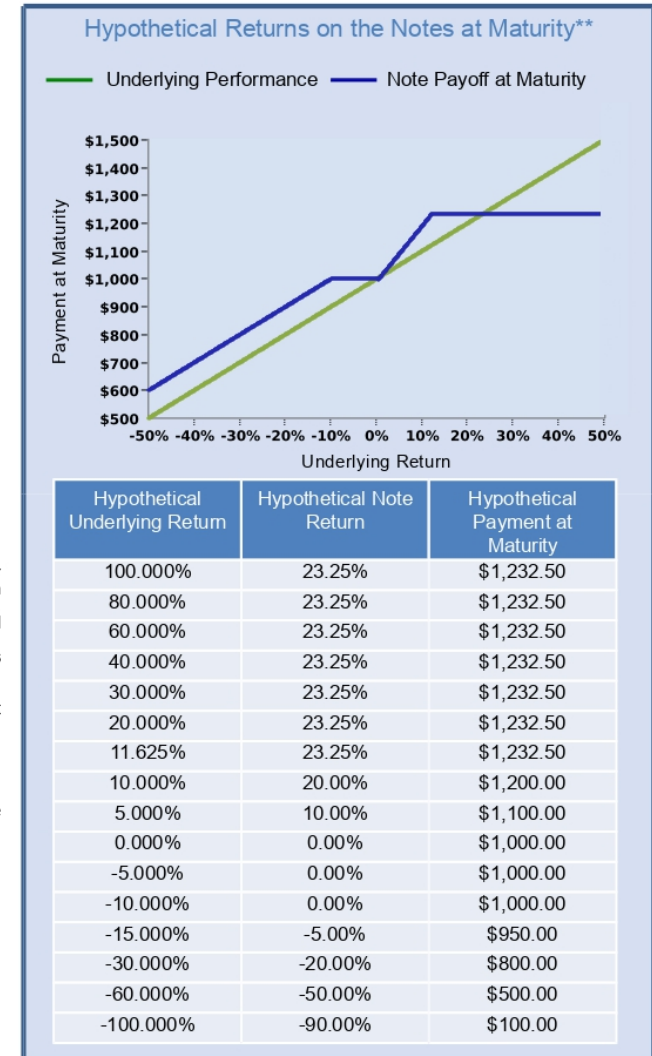 Hypothetical Returns on the Notes at Maturity**
Underlying Performance Note Payoff at Maturity
Payment at Maturity
$1,500
$1,400
$1,300
$1,200
$1,100
$1,000
$900
$800
$700
$600
$500
-50% -40% -30% -20% -10% 0% 10% 20% 30% 40% 50%
Underlying Return
Hypothetical Underlying Return Hypothetical Note Return Hypothetical Payment at Maturity
100.000% 23.25% $1,232.50
80.000% 23.25% $1,232.50
60.000% 23.25% $1,232.50
40.000% 23.25% $1,232.50
30.000% 23.25% $1,232.50
20.000% 23.25% $1,232.50
11.625% 23.25% $1,232.50
10.000% 20.00% $1,200.00
5.000% 10.00% $1,100.00
0.000% 0.00% $1,000.00
-5.000% 0.00% $1,000.00
-10.000% 0.00% $1,000.00
-15.000% -5.00% $950.00
-30.000% -20.00% $800.00
-60.000% -50.00% $500.00
-100.000% -90.00% $100.00